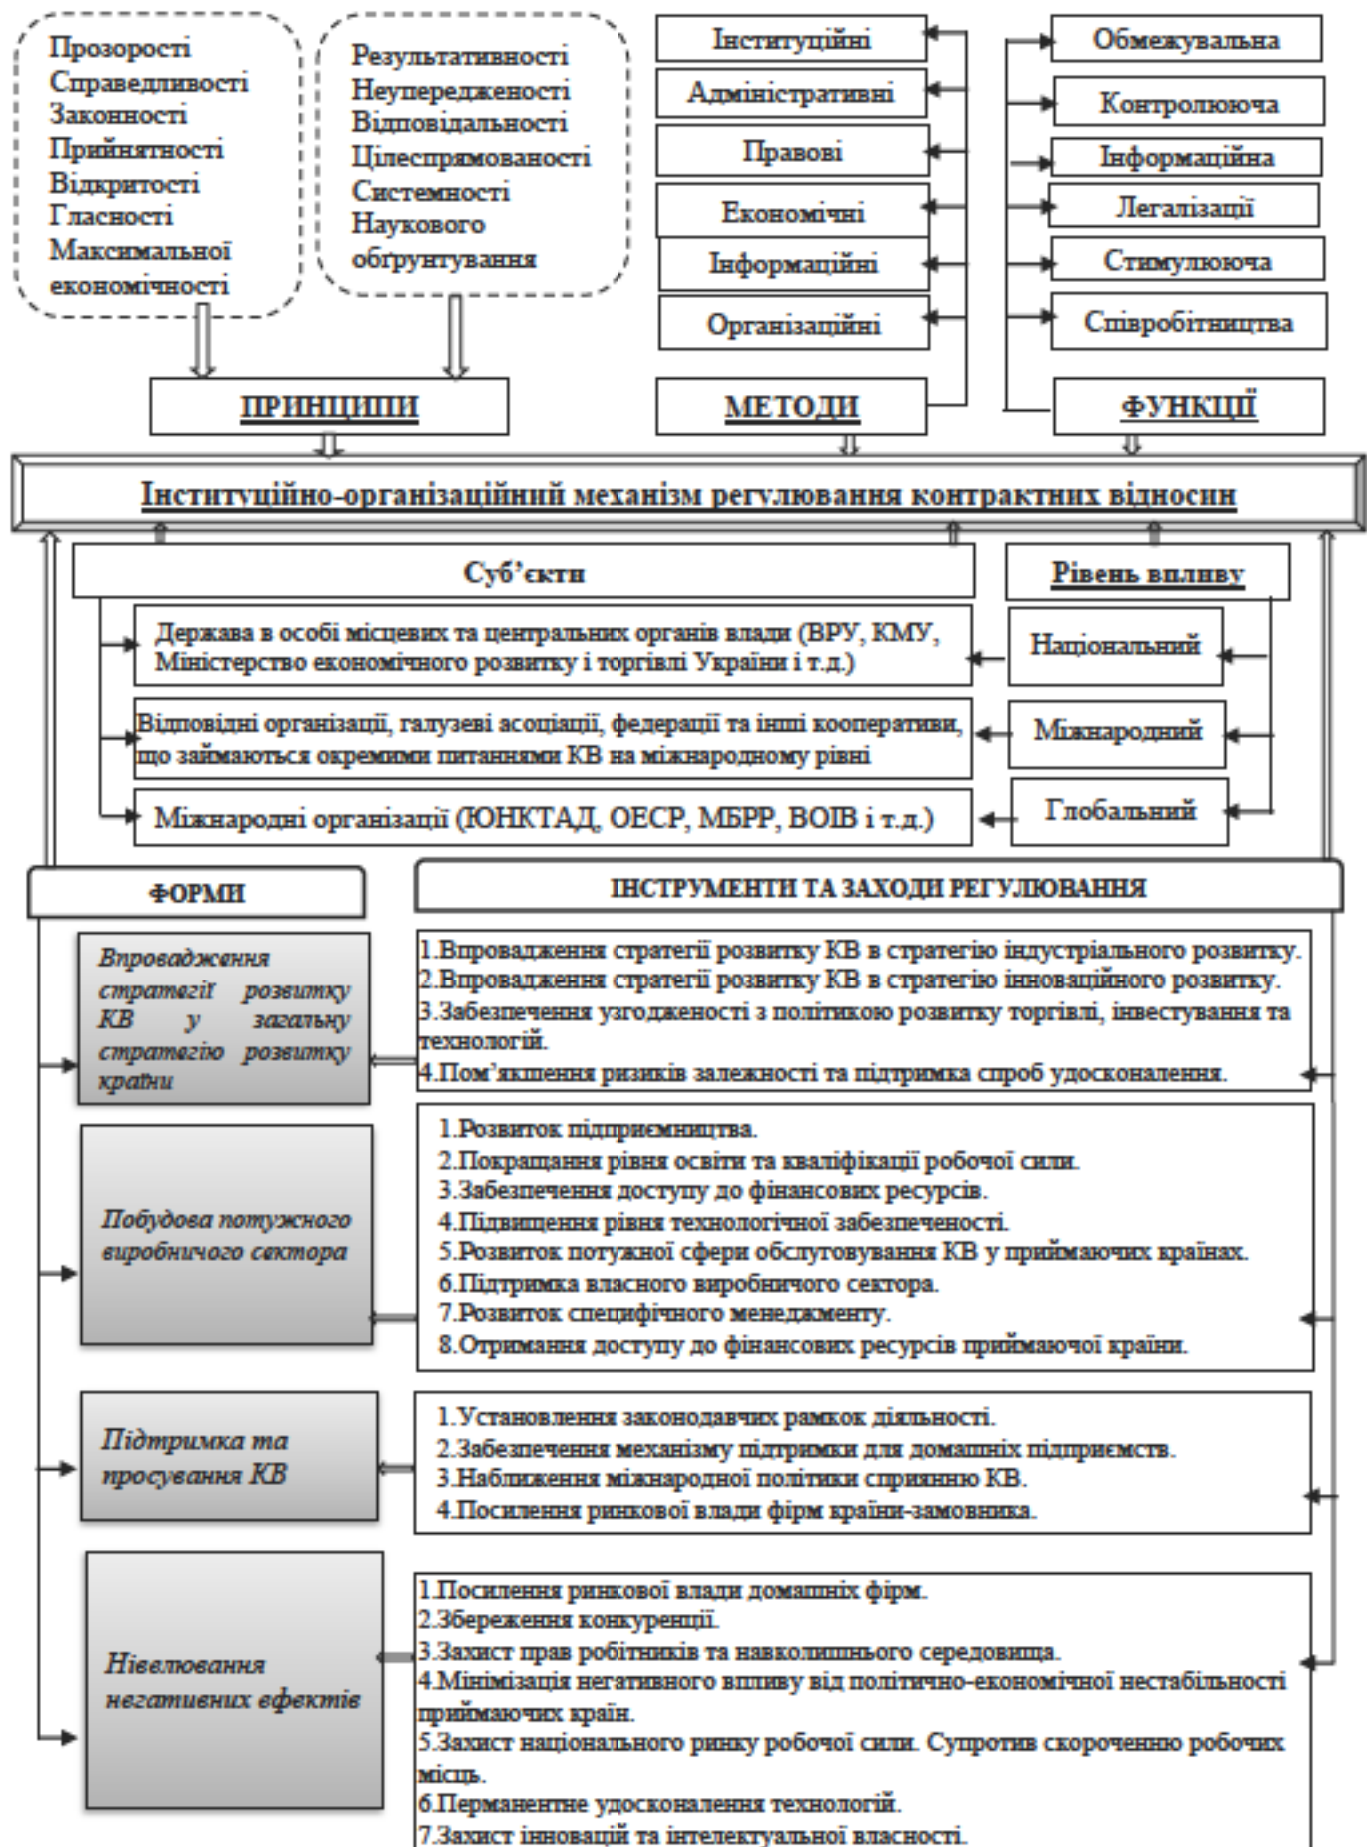 Прозорості
Справедливості
Законності
Прийнятності
Відкритості
Гласності
Максимальної
економічності
Результативності
Неупередженості
Відповідальності
Цілеспрямованості
Системності
Наукового
обґрунтування
Інституційні
Адміністративні
Правові
Економічні
Інформаційні
Організаційні
Обмежувальна
Контролююча
Інформаційна
Легалізації
Стимулююча
Співробітництва
ПРИНЦИПИ
МЕТОДИ
ФУНКЦІЇ
Інституційно-організаційний механізм регулювання контрактних відносин
Суб’єкти
Рівень впливу
Держава в особі місцевих та центральних органів влади (ВРУ, КМУ,
Міністерство економічного розвитку і торгівлі України і т.д.)
Національний
Відповідні організації, галузеві асоціації, федерації та інші кооперативи,
що займаються окремими питаннями КВ на міжнародному рівні
Міжнародний
Міжнародні організації (ЮНКТАД, ОЕСР, МБРР, ВОІВ і т.д.)
Глобальний
ФОРМИ
ІНСТРУМЕНТИ ТА ЗАХОДИ РЕГУЛЮВАННЯ
Впровадження
стратегії розвитку
КВ у загальну
стратегію розвитку
країни
1.Впровадження стратегії розвитку КВ в стратегію індустріального розвитку.
2.Впровадження стратегії розвитку КВ в стратегію інноваційного розвитку.
3.Забезпечення узгодженості з політикою розвитку торгівлі, інвестування та
технологій.
4.Пом’якшення ризиків залежності та підтримка спроб удосконалення.
Побудова потужного
виробничого сектора
1.Розвиток підприємництва.
2.Покращання рівня освіти та кваліфікації робочої сили.
3.Забезпечення доступу до фінансових ресурсів.
4.Підвищення рівня технологічної забезпеченості.
5.Розвиток потужної сфери обслуговування КВ у приймаючих країнах.
6.Підтримка власного виробничого сектора.
7.Розвиток специфічного менеджменту.
8.Отримання доступу до фінансових ресурсів приймаючої країни.
Підтримка та
просування КВ
1.Установлення законодавчих рамкок діяльності.
2.Забезпечення механізму підтримки для домашніх підприємств.
3.Наближення міжнародної політики сприянню КВ.
4.Посилення ринкової влади фірм країни-замовника.
Нівелювання
негативних ефектів
1.Посилення ринкової влади домашніх фірм.
2.Збереження конкуренції.
3.Захист прав робітників та навколишнього середовища.
4.Мінімізація негативного впливу від політично-економічної нестабільності
приймаючих країн.
5.Захист національного ринку робочої сили. Супротив скороченню робочих
місць.
6.Перманентне удосконалення технологій.
7.Захист інновацій та інтелектуальної власності.